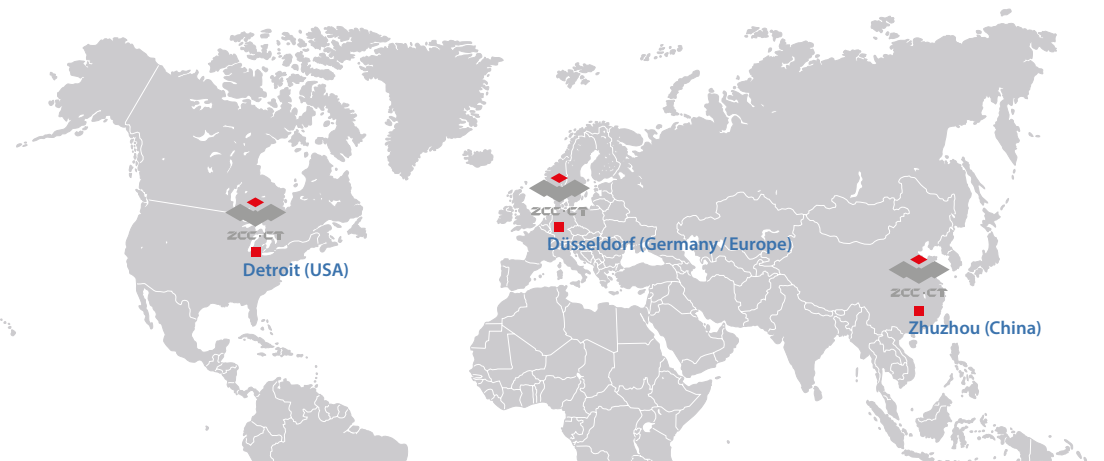 ZCC·CT
Detroit (USA)
ZCC·CT
Düsseldorf (Germany / Europe)
ZCC·CT
Zhuzhou (China)